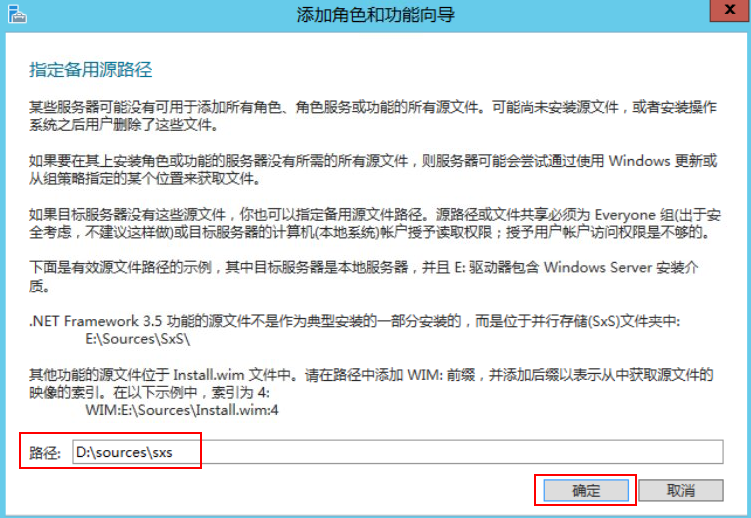 添加角色和功能向导
x
指定备用源路径
某些服务器可能没有可用于添加所有角色、角色服务或功能的所有源文件。可能尚未安装源文件，或者安装操作
系统之后用户删除了这些文件。
如果要在其上安装角色或功能的服务器没有所需的所有源文件，则服务器可能会尝试通过使用 Windows 更新或
从组策略指定的某个位置来获取文件。
如果目标服务器没有这些源文件，你也可以指定备用源文件路径。源路径或文件共享必须为 Everyone 组(出于安
全考虑，不建议这样做)或目标服务器的计算机(本地系统)帐户授予读取权限；授予用户帐户访问权限是不够的。
下面是有效源文件路径的示例，其中目标服务器是本地服务器，并且 E: 驱动器包含 Windows Server 安装介
质。
.NET Framework 3.5 功能的源文件不是作为典型安装的一部分安装的，而是位于并行存储(SxS)文件夹中:
E:\Sources\SxS\
其他功能的源文件位于 Install.wim 文件中。请在路径中添加 WIM: 前缀，并添加后缀以表示从中获取源文件的
映像的索引。在以下示例中，索引为 4:
WIM:E:\Sources\Install.wim:4
路径: D:\sources\sxs
确定 取消